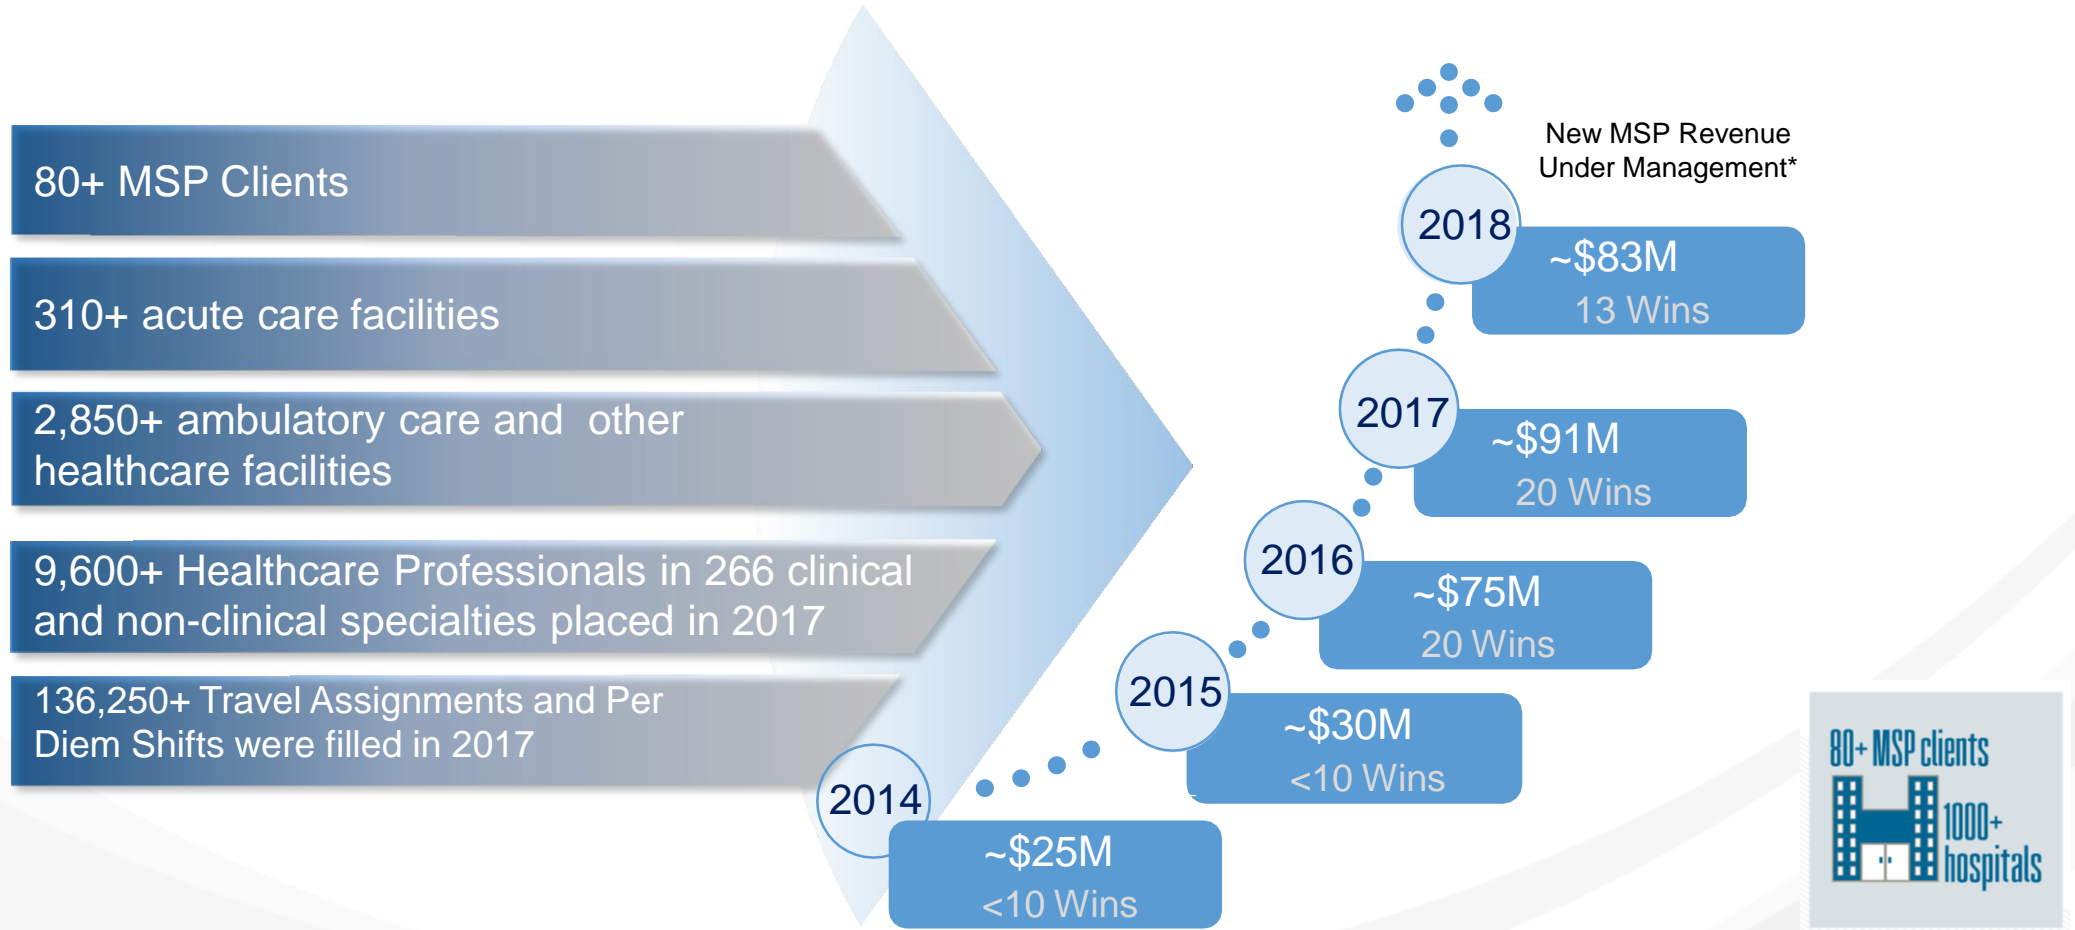 80+ MSP Clients
310+ acute care facilities
2,850+ ambulatory care and  other
healthcare facilities
9,600+ Healthcare Professionals in 266 clinical
and non-clinical specialties placed in 2017
136,250+ Travel Assignments and Per
Diem Shifts were filled in 2017
New MSP Revenue
Under Management*
2018
~$83M
13 Wins
2017
~$91M
20 Wins
2016
~$75M
20 Wins
2015
~$30M
<10 Wins
2014
~$25M
<10 Wins
80+ MSP clients
1000+
hospitals